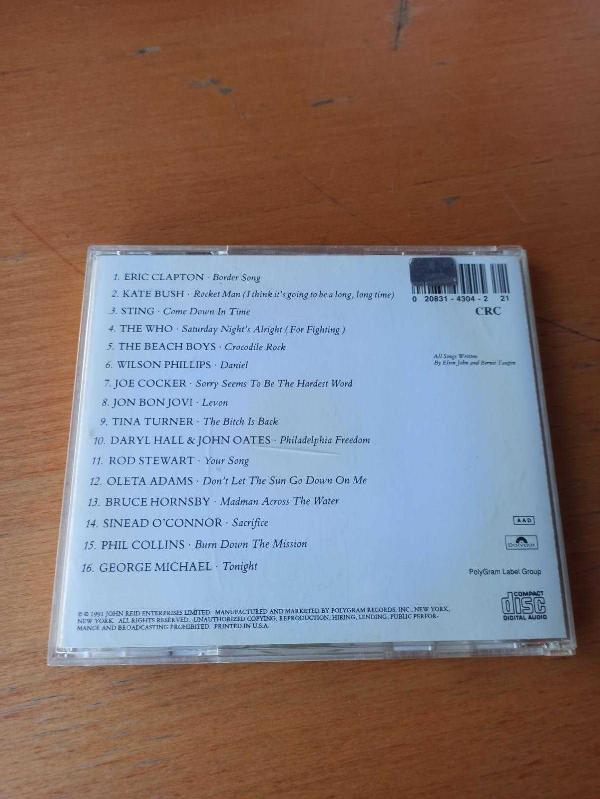 1. ERIC CLAPTON · Border Song
2. KATE BUSH · Rocket Man (I think it's going to be a long, long time)
3. STING · Come Down In Time
4. THE WHO · Saturday Night's Alright (For Fighting)
5. THE BEACH BOYS · Crocodile Rock
6. WILSON PHILLIPS · Daniel
7. JOE COCKER · Sorry Seems To Be The Hardest Word
8. JON BON JOVI · Levon
9. TINA TURNER · The Bitch Is Back
10. DARYL HALL & JOHN OATES · Philadelphia Freedom
11. ROD STEWART · Your Song
12. OLETA ADAMS · Don't Let The Sun Go Down On Me
13. BRUCE HORNSBY · Madman Across The Water
14. SINEAD O'CONNOR · Sacrifice
15. PHIL COLLINS · Burn Down The Mission
16. GEORGE MICHAEL · Tonight
0 20831-4304-2 21
CRC
All Songs Written
By Elton John and Bernie Taupin
AAD
Polydor
PolyGram Label Group
COMPACT
disc
DIGITAL AUDIO
℗ © 1991 JOHN REID ENTERPRISES LIMITED. MANUFACTURED AND MARKETED BY POLYGRAM RECORDS, INC., NEW YORK,
NEW YORK. ALL RIGHTS RESERVED. UNAUTHORIZED COPYING, REPRODUCTION, HIRING, LENDING, PUBLIC PERFOR-
MANCE AND BROADCASTING PROHIBITED. PRINTED IN U.S.A.